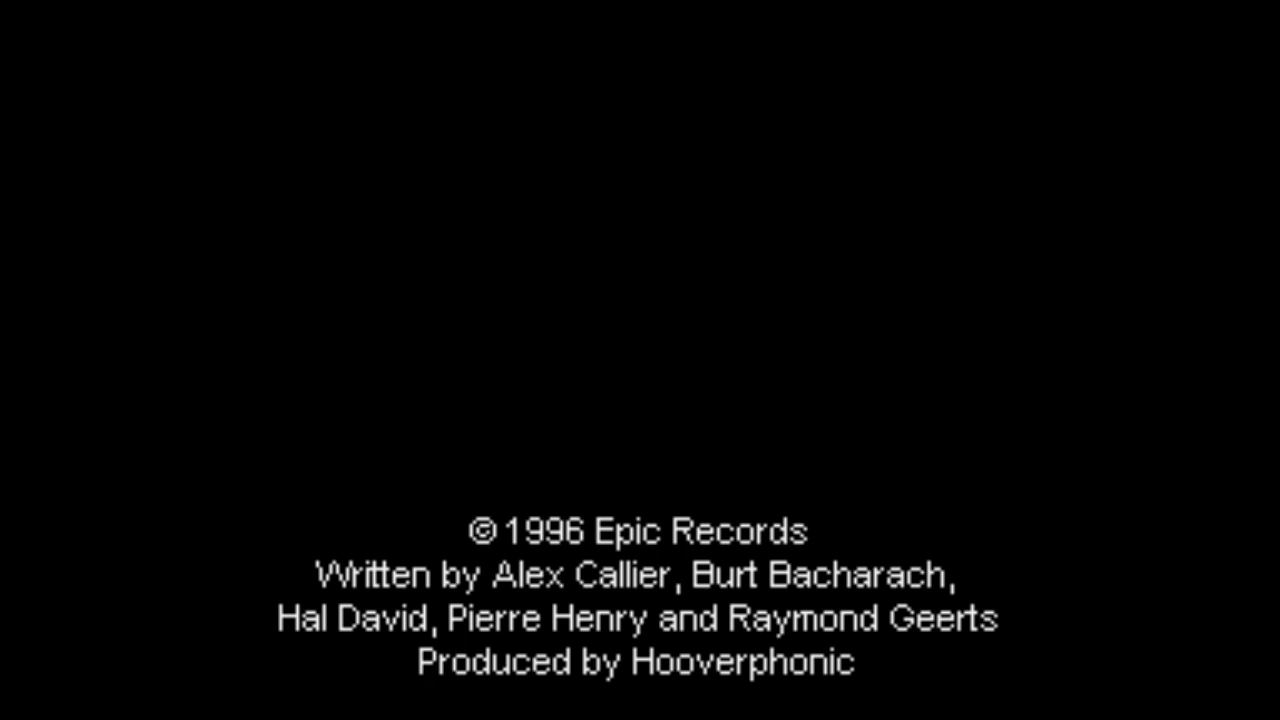 © 1996 Epic Records
Written by Alex Callier, Burt Bacharach,
Hal David, Pierre Henry and Raymond Geerts
Produced by Hooverphonic